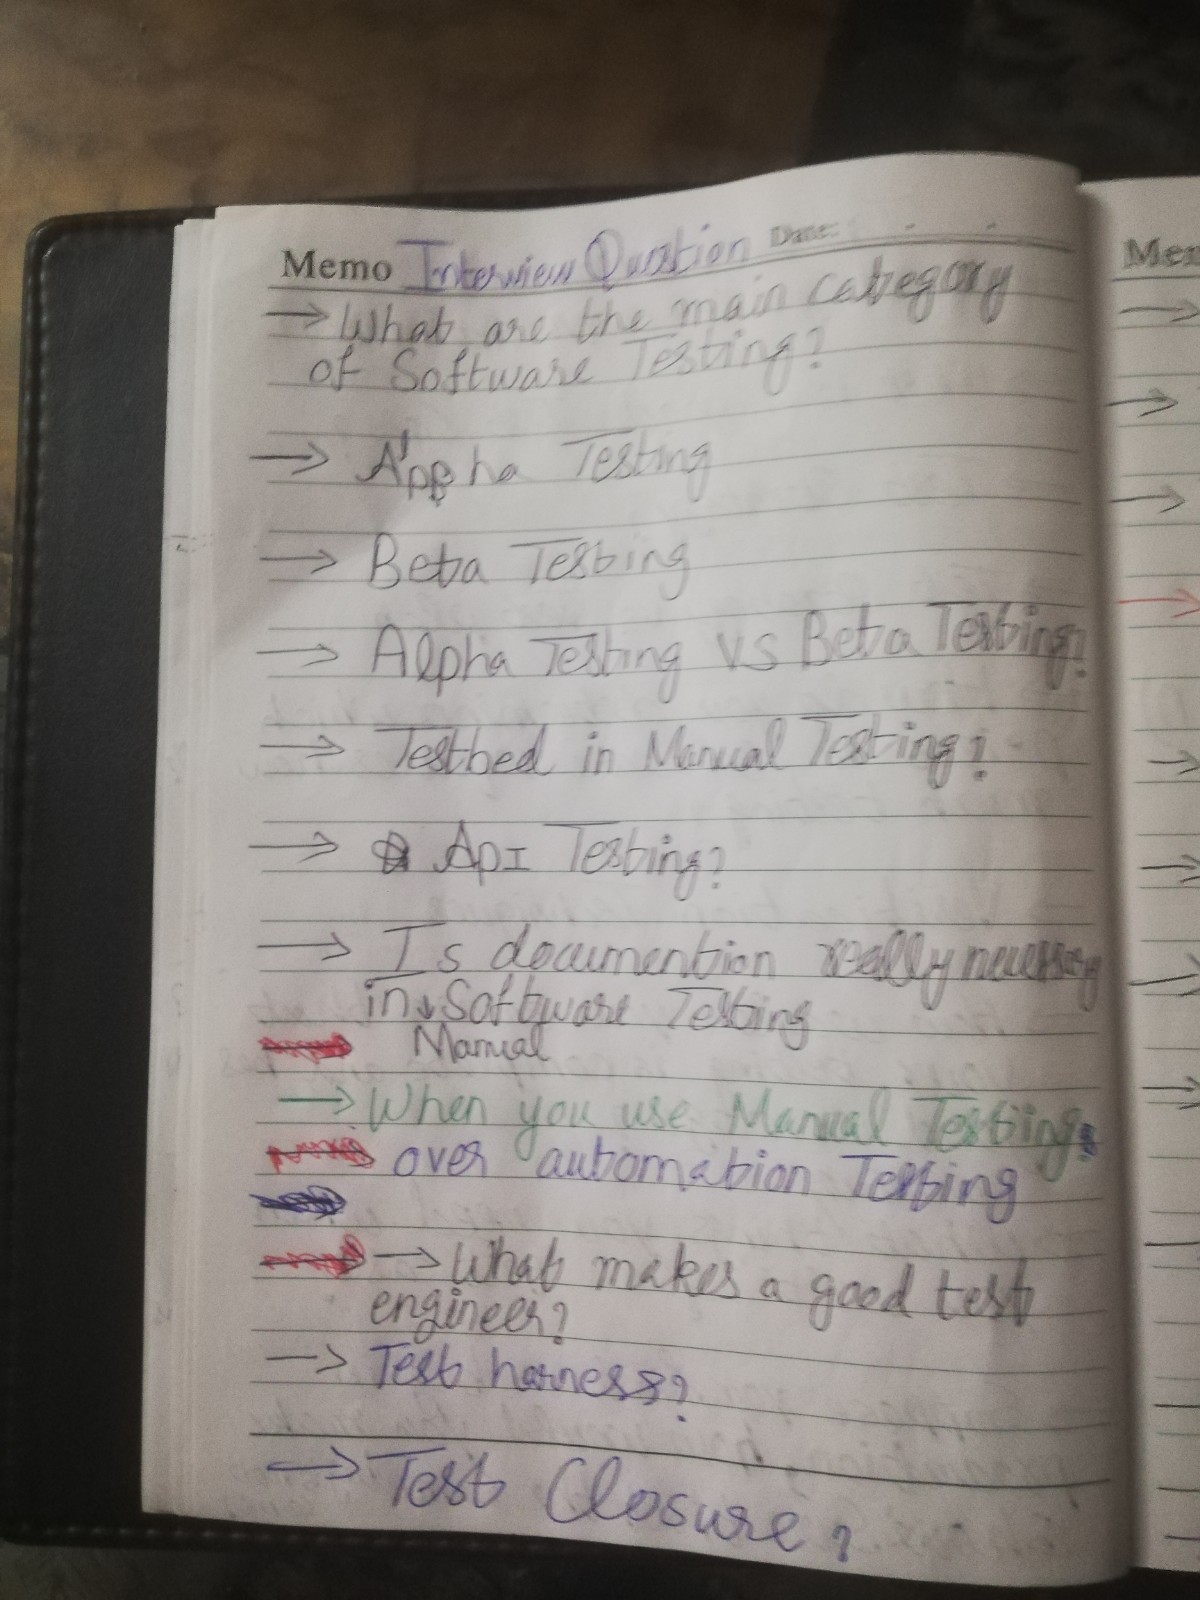 Memo Interview Qustion Date:
→ What are the main category
of Software Testing?
→ Alppha Testing
→ Beta Testing
→ Alpha Testing VS Beta Testing?
→ Testbed in Manual Testing?
→ ApI Testing?
→ Is documention really necessary
in ↓ Software Testing
Manual
→ When you use Manual Testing
over automation Testing
→ What makes a good test
engineer?
→ Test harness?
→ Test Closure?
Mem